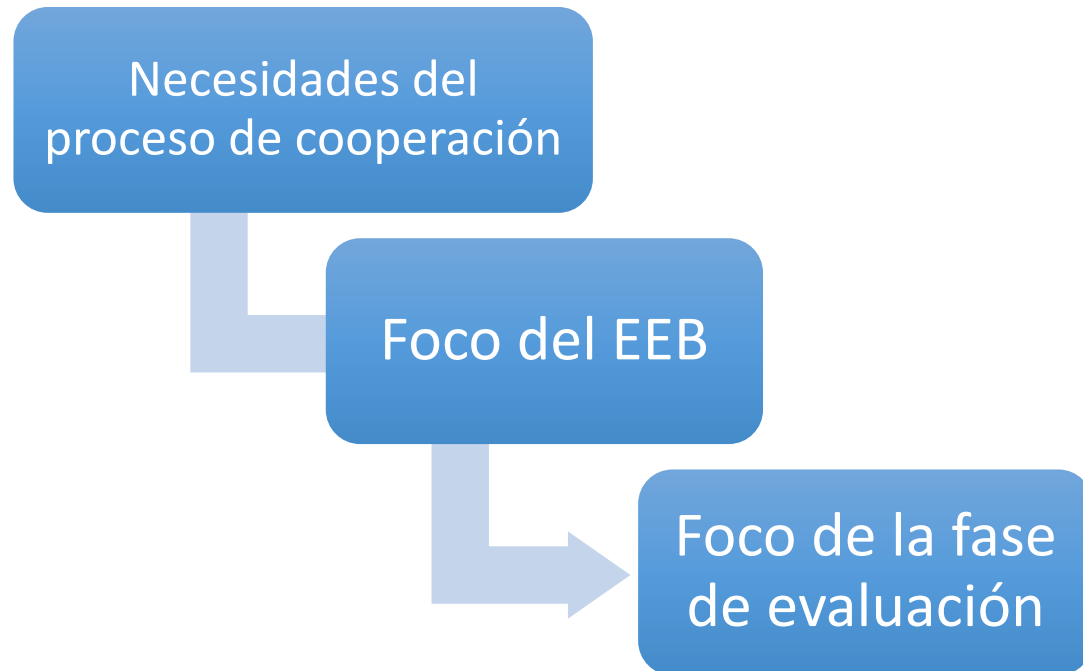 Necesidades del
proceso de cooperación
Foco del EEB
Foco de la fase
de evaluación